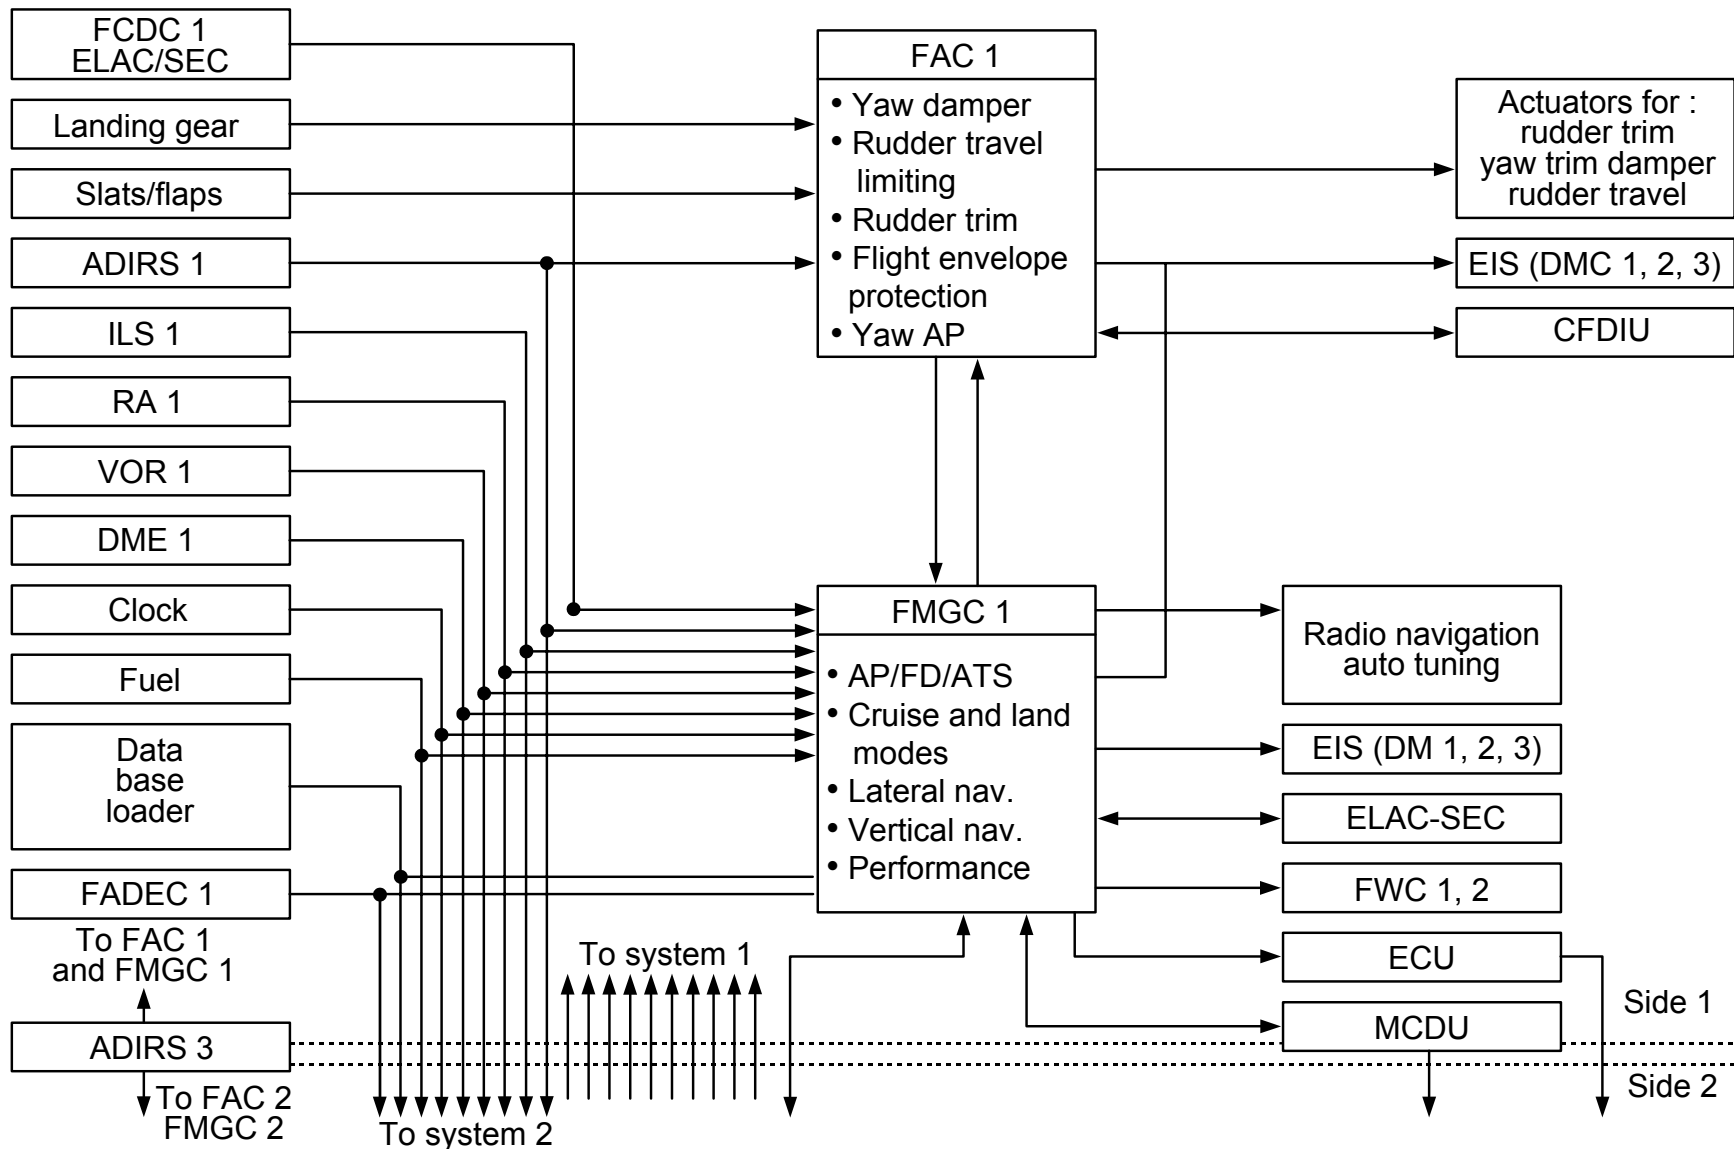 FCDC 1
ELAC/SEC
Landing gear
Slats/flaps
ADIRS 1
ILS 1
RA 1
VOR 1
DME 1
Clock
Fuel
Data
base
loader
FADEC 1
To FAC 1
and FMGC 1
ADIRS 3
To FAC 2
FMGC 2
To system 2
To system 1
FAC 1
• Yaw damper
• Rudder travel
limiting
• Rudder trim
• Flight envelope
protection
• Yaw AP
FMGC 1
• AP/FD/ATS
• Cruise and land
modes
• Lateral nav.
• Vertical nav.
• Performance
Actuators for :
rudder trim
yaw trim damper
rudder travel
EIS (DMC 1, 2, 3)
CFDIU
Radio navigation
auto tuning
EIS (DM 1, 2, 3)
ELAC-SEC
FWC 1, 2
ECU
MCDU
Side 1
Side 2